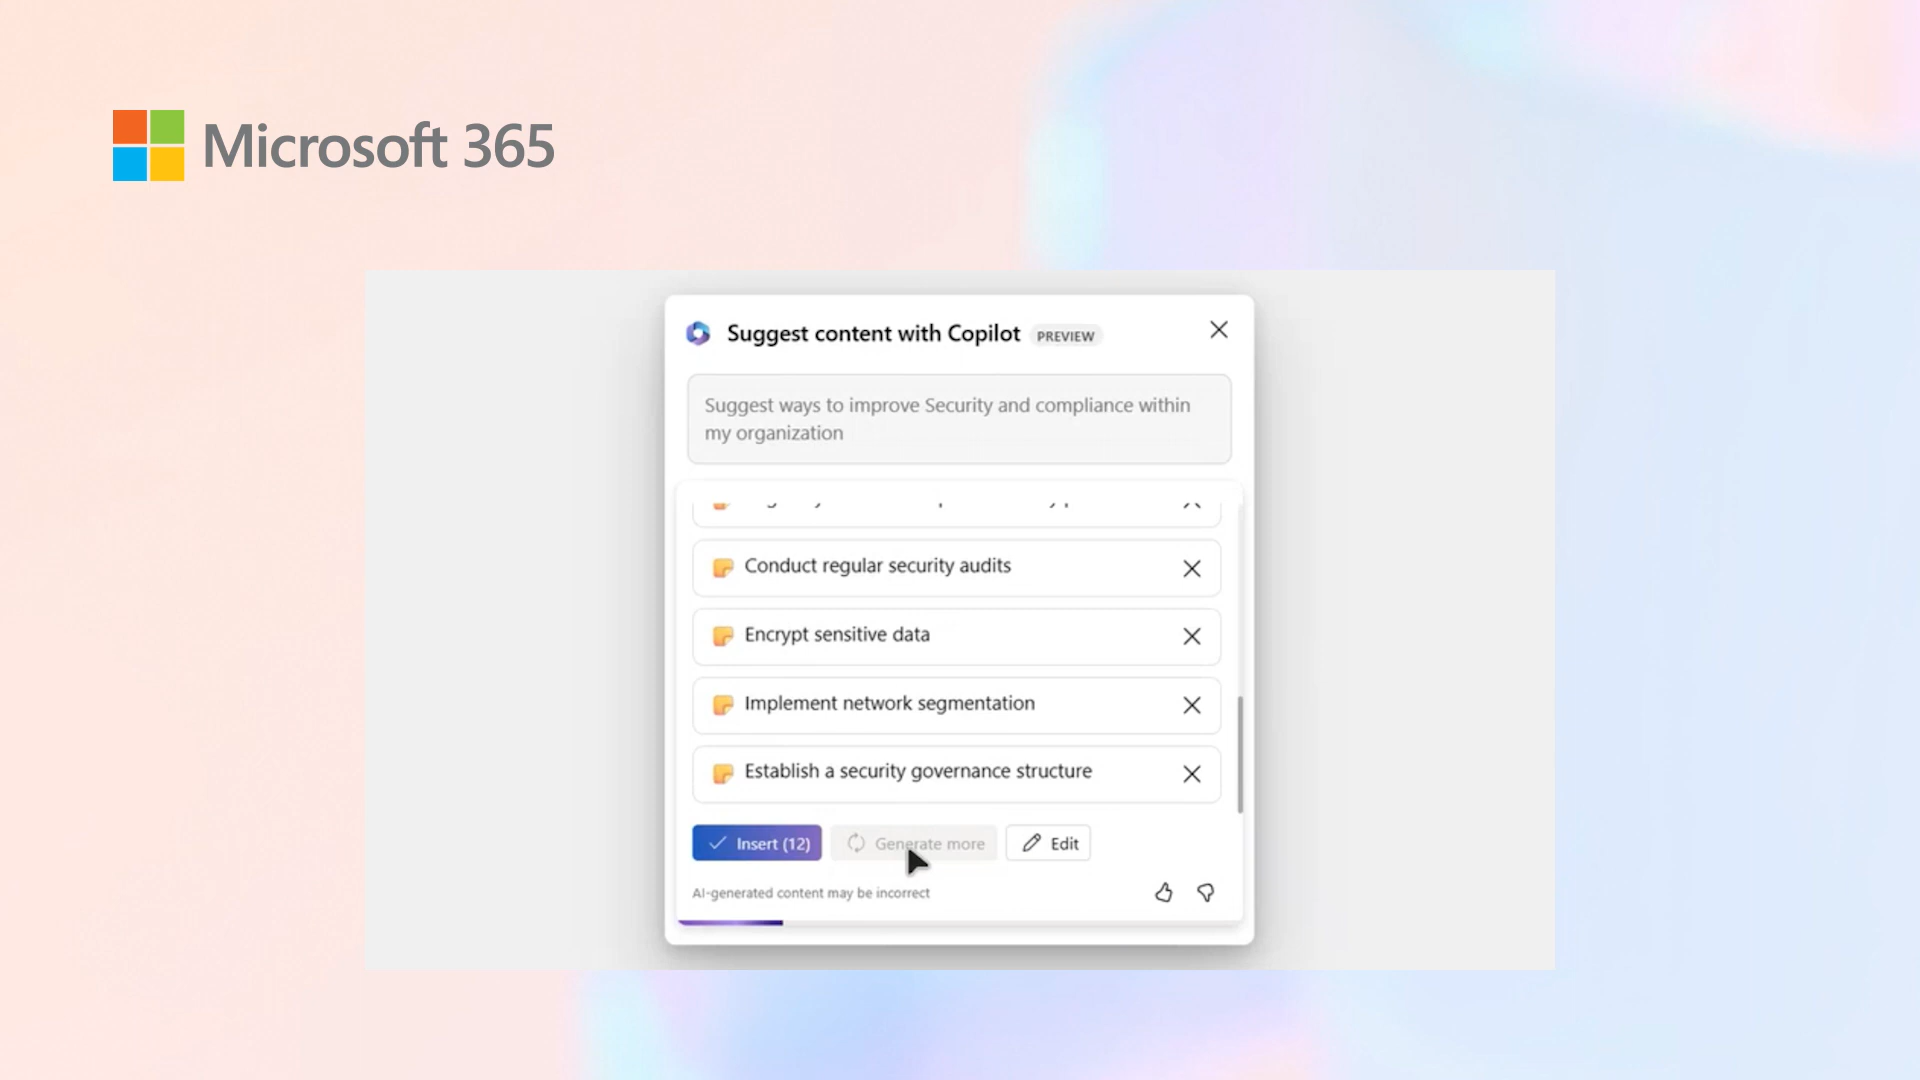 Microsoft 365
Suggest content with Copilot PREVIEW
Suggest ways to improve Security and compliance within
my organization
Conduct regular security audits
Encrypt sensitive data
Implement network segmentation
Establish a security governance structure
Insert (12) Generate more Edit
AI-generated content may be incorrect